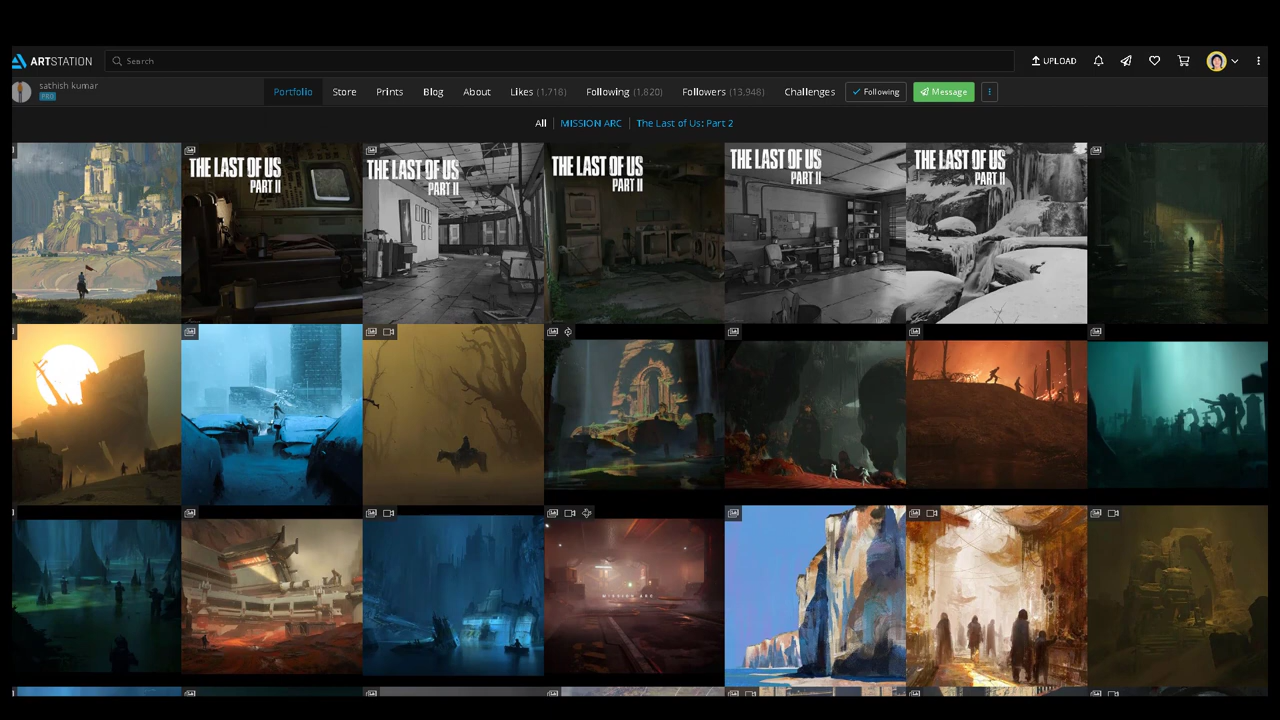 ARTSTATION Search UPLOAD
sathish kumar
PRO
Portfolio Store Prints Blog About Likes (1,718) Following (1,820) Followers (13,948) Challenges Following Message
All MISSION ARC The Last of Us: Part 2
THE LAST OF US
PART II
THE LAST OF US
PART II
THE LAST OF US
PART II
THE LAST OF US
PART II
THE LAST OF US
PART II
MISSION ARC